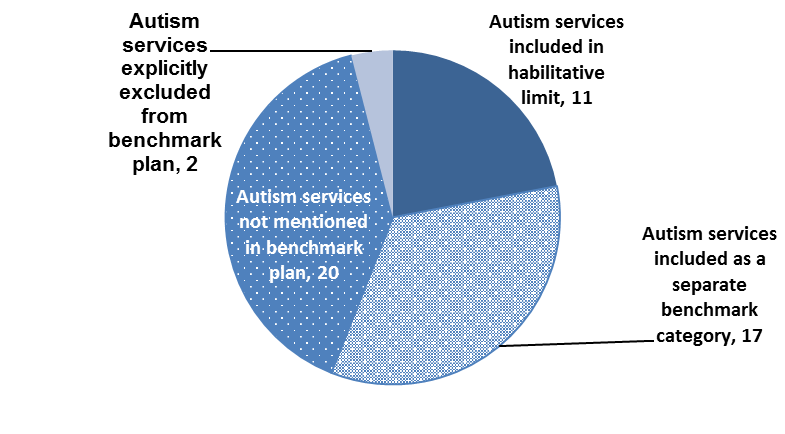 Autism
services
explicitly
excluded
from
benchmark
plan, 2
Autism services
included in
habilitative
limit, 11
Autism services
not mentioned
in benchmark
plan, 20
Autism services
included as a
separate
benchmark
category, 17